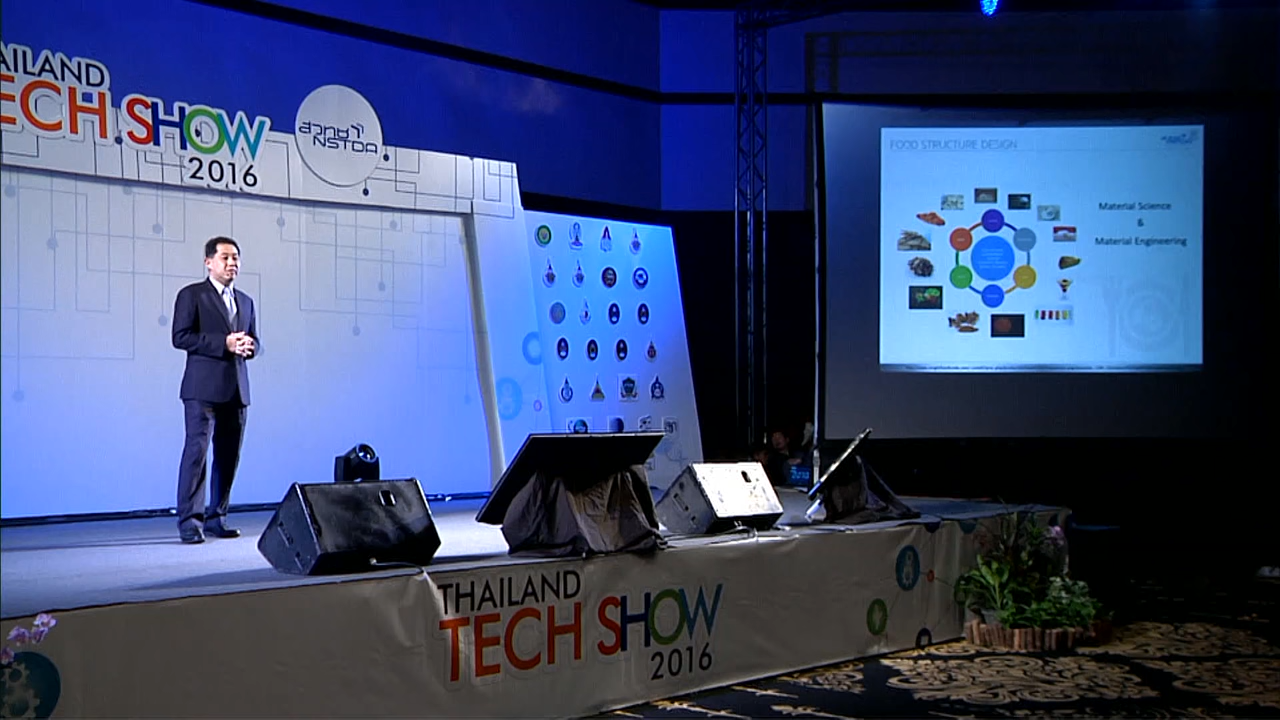 THAILAND
TECH SHOW
2016
สวทช
NSTDA
FOOD STRUCTURE DESIGN
Material Science
&
Material Engineering
THAILAND
TECH SHOW
2016